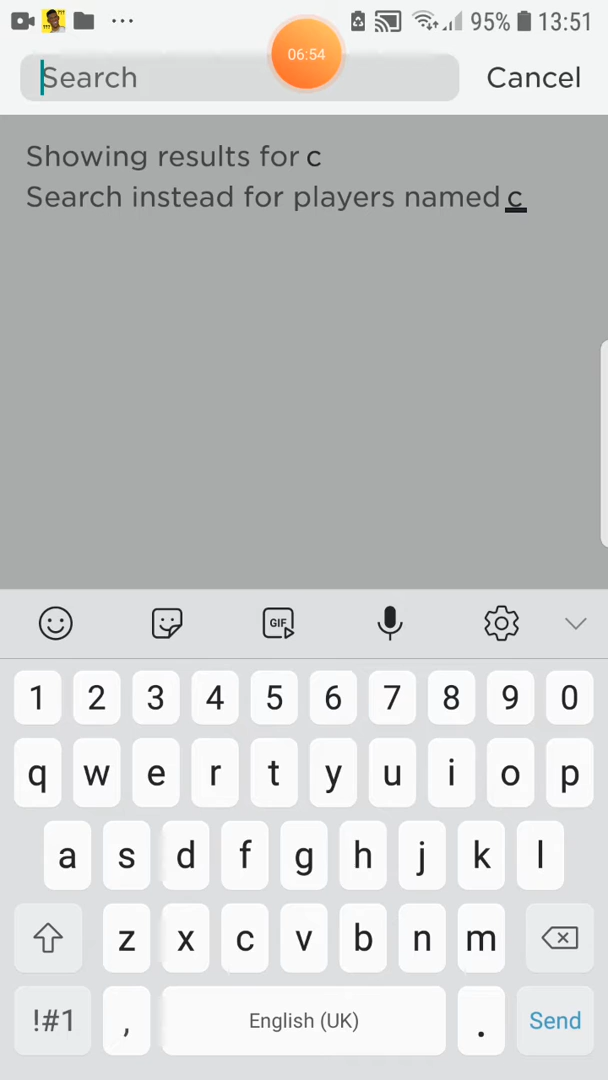 95% 13:51
06:54
Search Cancel
Showing results for c
Search instead for players named c
GIF
1 2 3 4 5 6 7 8 9 0
q w e r t y u i o p
a s d f g h j k l
z x c v b n m
!#1 , English (UK) . Send